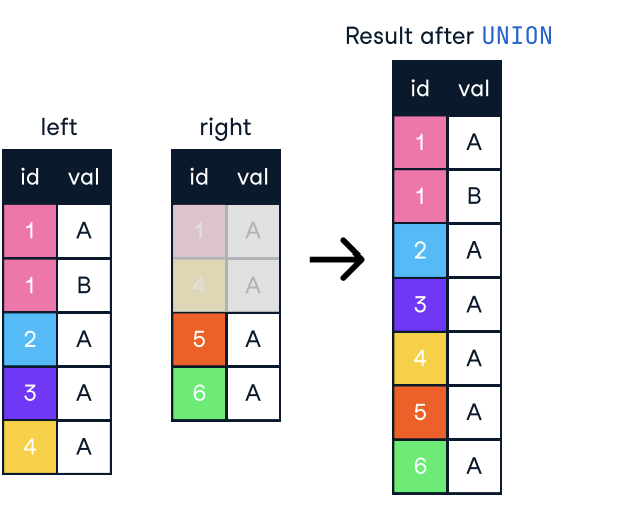 Result after UNION
left
id val
1 A
1 B
2 A
3 A
4 A
right
id val
1 A
4 A
5 A
6 A
id val
1 A
1 B
2 A
3 A
4 A
5 A
6 A